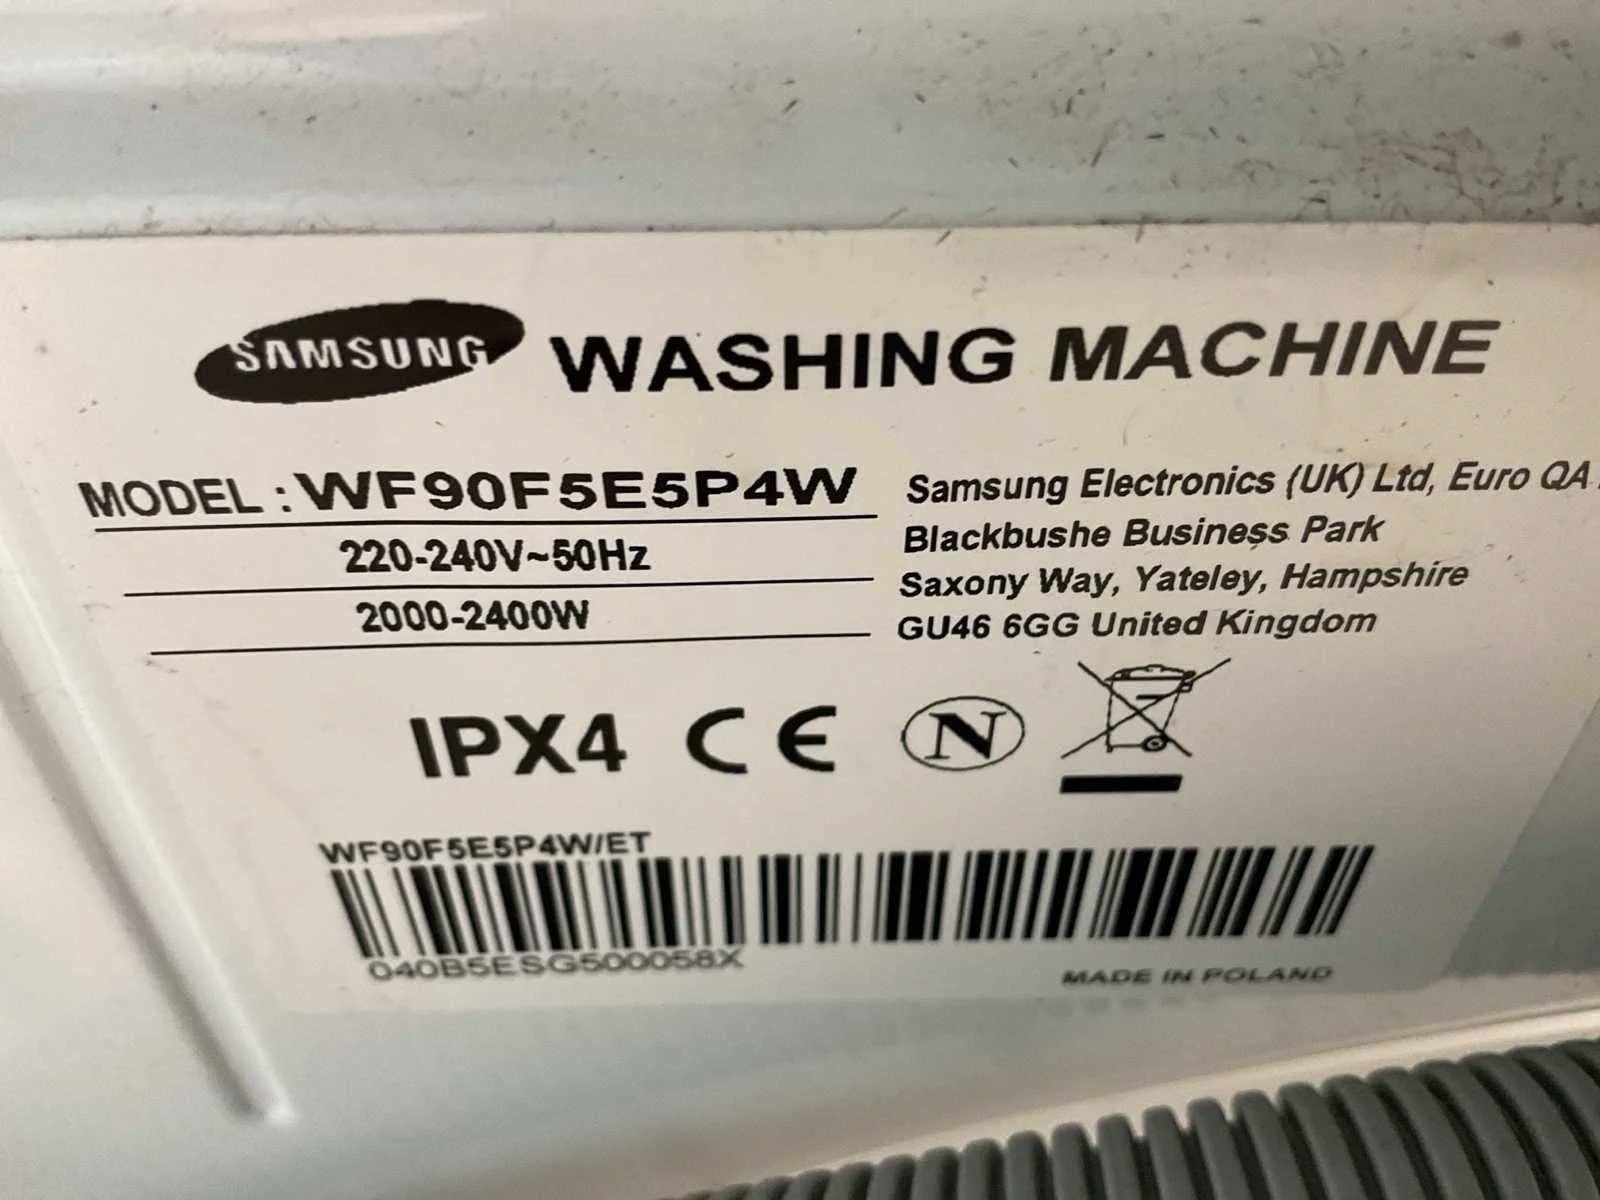 SAMSUNG WASHING MACHINE
MODEL : WF90F5E5P4W
220-240V~50Hz
2000-2400W
Samsung Electronics (UK) Ltd, Euro QA
Blackbushe Business Park
Saxony Way, Yateley, Hampshire
GU46 6GG United Kingdom
IPX4 CE N
WF90F5E5P4W/ET
040B5ESG500058X
MADE IN POLAND